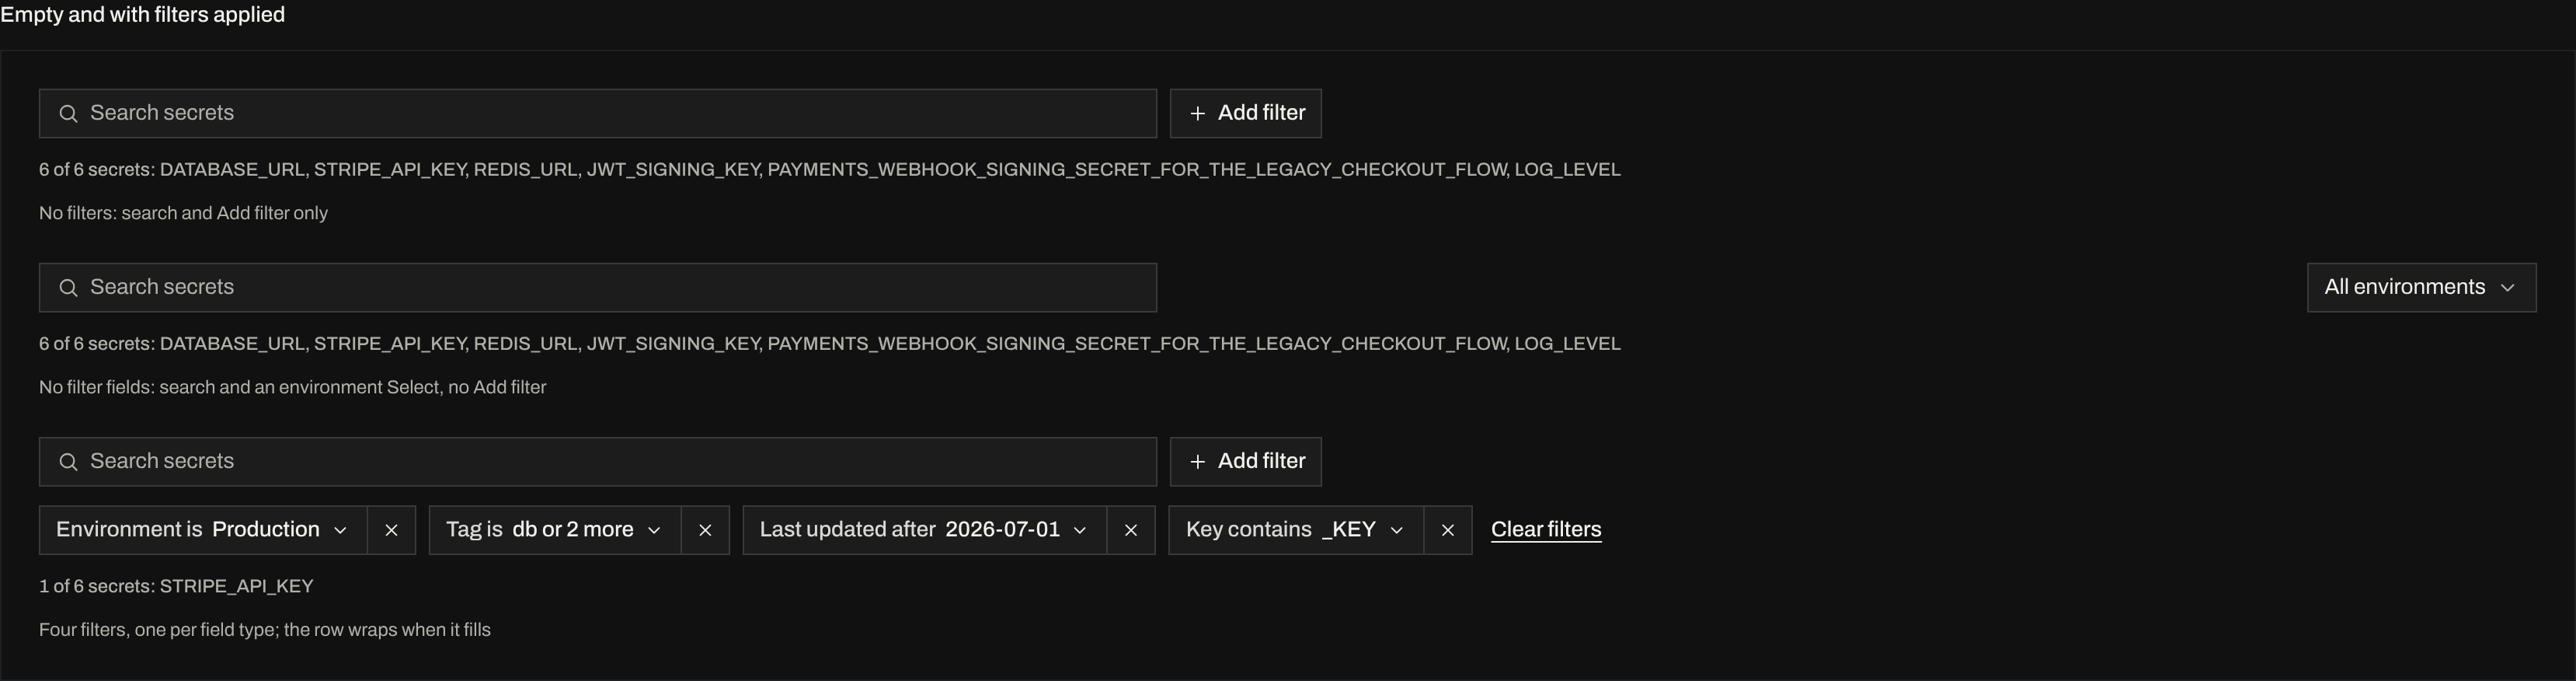 Empty and with filters applied
Search secrets
Add filter
6 of 6 secrets: DATABASE_URL, STRIPE_API_KEY, REDIS_URL, JWT_SIGNING_KEY, PAYMENTS_WEBHOOK_SIGNING_SECRET_FOR_THE_LEGACY_CHECKOUT_FLOW, LOG_LEVEL
No filters: search and Add filter only
Search secrets
All environments
6 of 6 secrets: DATABASE_URL, STRIPE_API_KEY, REDIS_URL, JWT_SIGNING_KEY, PAYMENTS_WEBHOOK_SIGNING_SECRET_FOR_THE_LEGACY_CHECKOUT_FLOW, LOG_LEVEL
No filter fields: search and an environment Select, no Add filter
Search secrets
Add filter
Environment is Production
Tag is db or 2 more
Last updated after 2026-07-01
Key contains _KEY
Clear filters
1 of 6 secrets: STRIPE_API_KEY
Four filters, one per field type; the row wraps when it fills